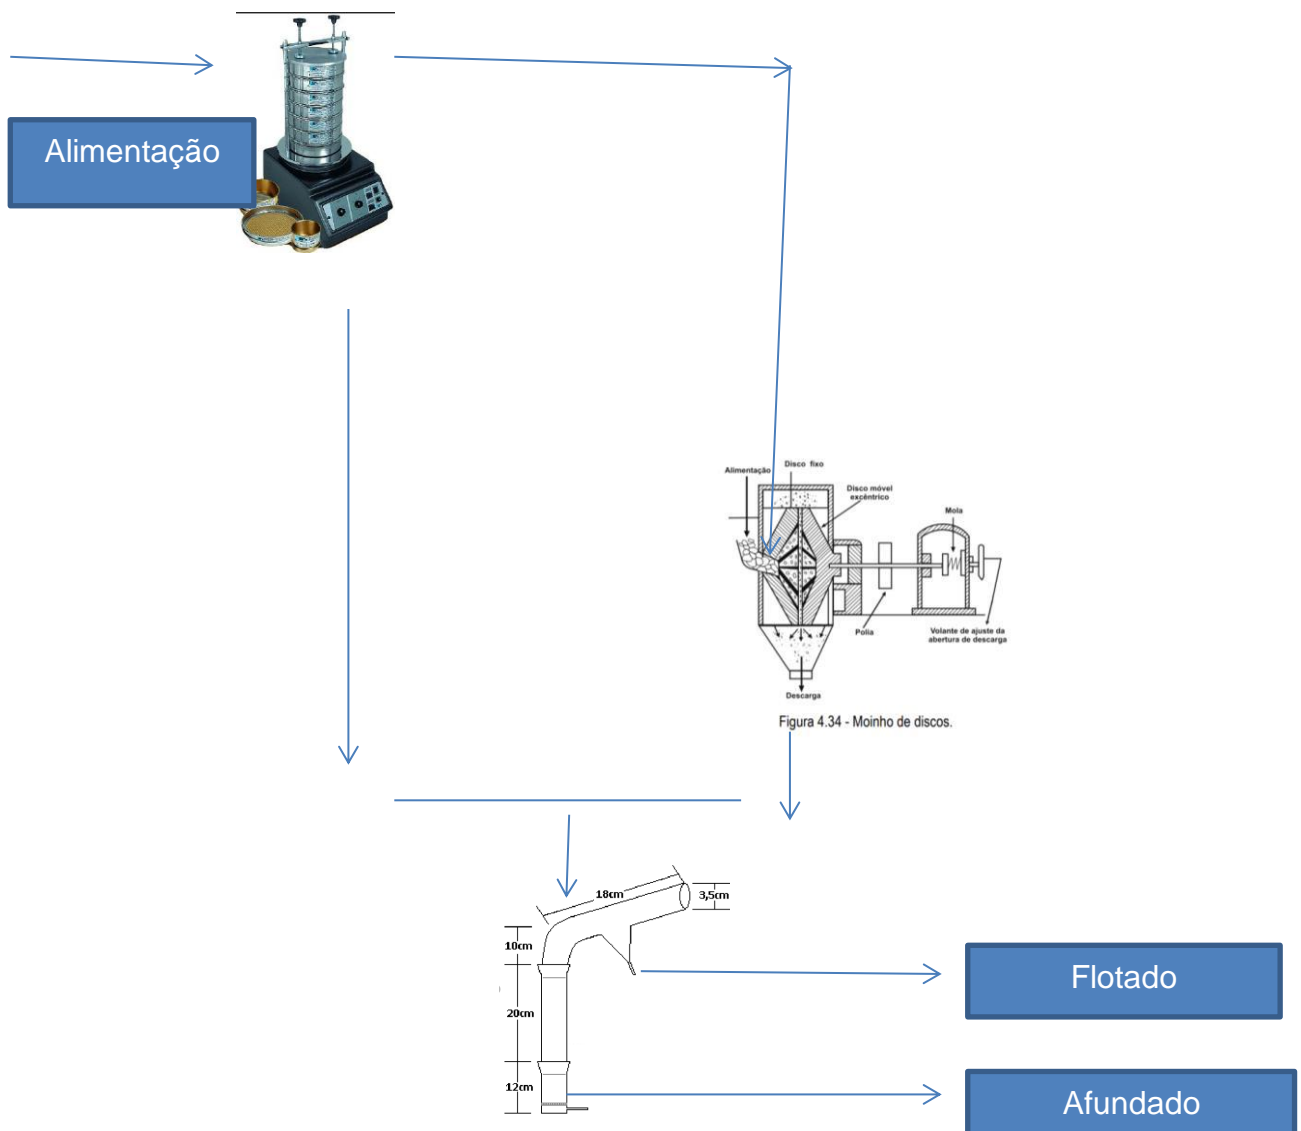 Alimentação
Alimentação
Disco fixo
Disco móvel
excêntrico
Mola
Polia
Volante de ajuste da
abertura de descarga
Descarga
Figura 4.34 - Moinho de discos.
18cm
3,5cm
10cm
20cm
12cm
Flotado
Afundado